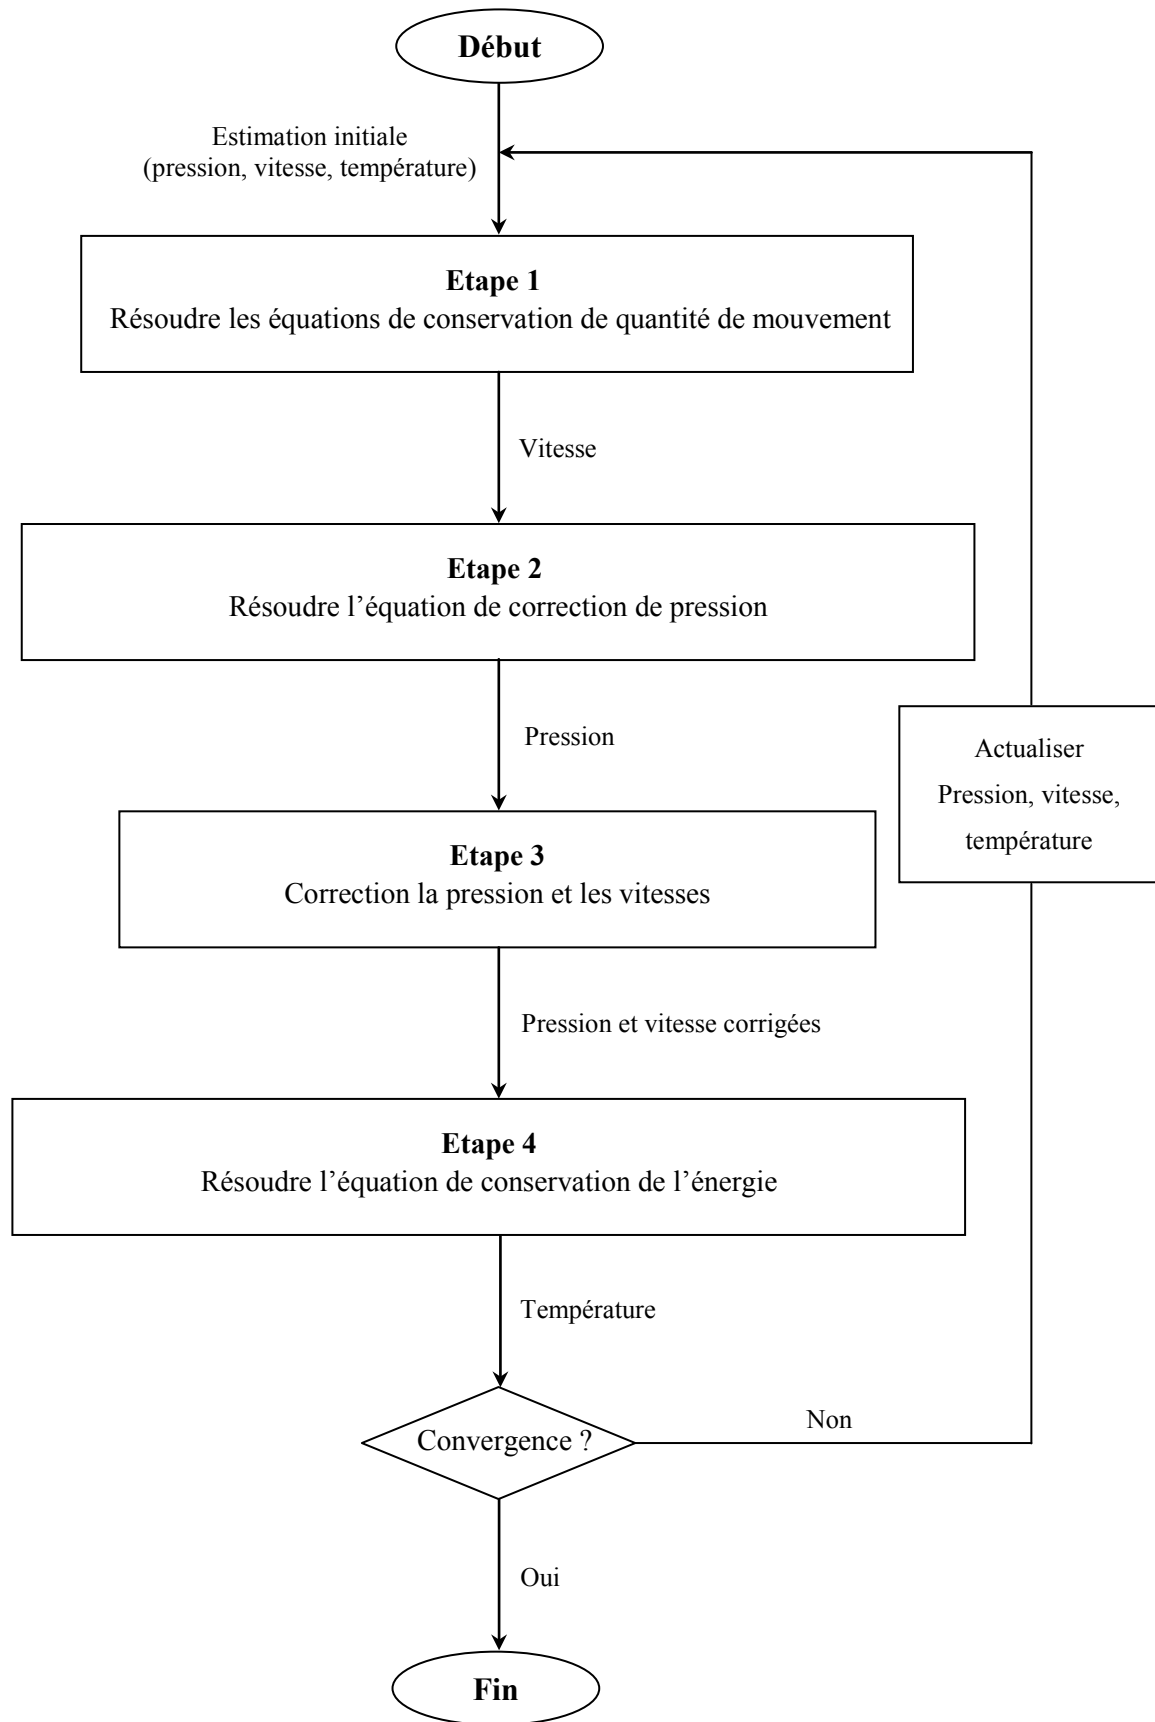 Début
Estimation initiale
(pression, vitesse, température)
Etape 1
Résoudre les équations de conservation de quantité de mouvement
Vitesse
Etape 2
Résoudre l’équation de correction de pression
Pression
Actualiser
Pression, vitesse,
température
Etape 3
Correction la pression et les vitesses
Pression et vitesse corrigées
Etape 4
Résoudre l’équation de conservation de l’énergie
Température
Convergence ?
Non
Oui
Fin